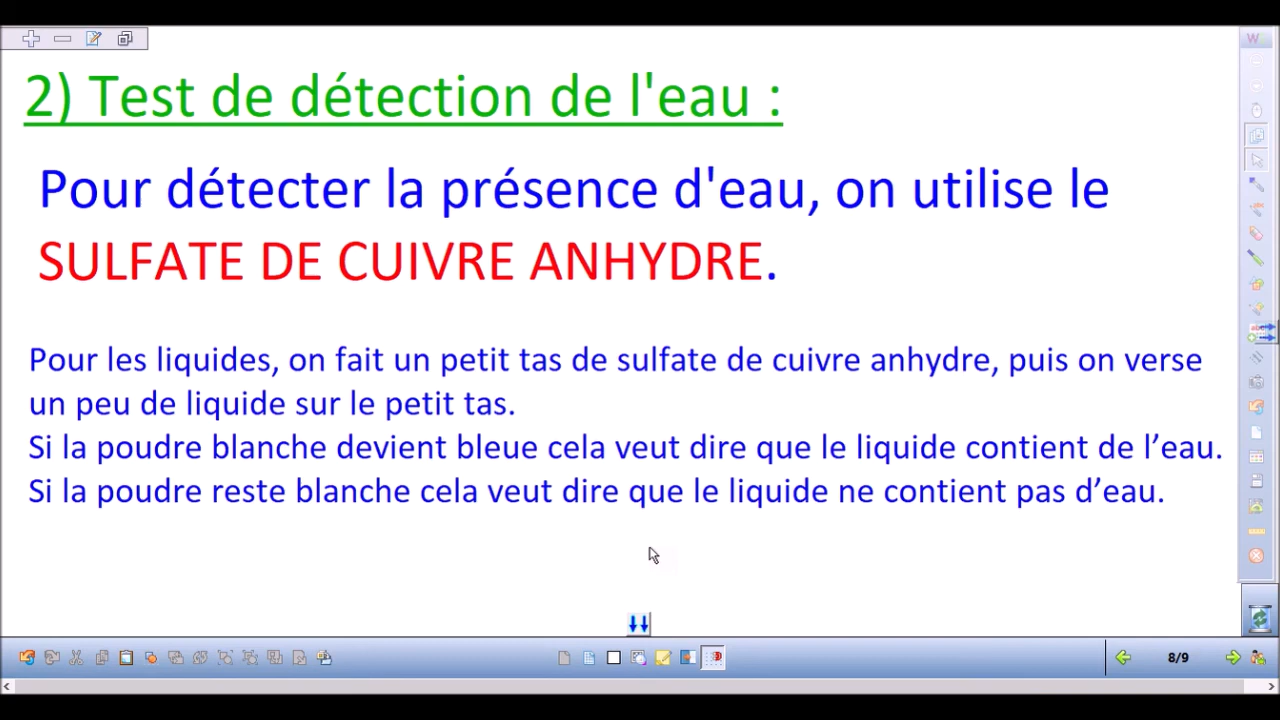 2) Test de détection de l'eau :
Pour détecter la présence d'eau, on utilise le
SULFATE DE CUIVRE ANHYDRE.
Pour les liquides, on fait un petit tas de sulfate de cuivre anhydre, puis on verse
un peu de liquide sur le petit tas.
Si la poudre blanche devient bleue cela veut dire que le liquide contient de l’eau.
Si la poudre reste blanche cela veut dire que le liquide ne contient pas d’eau.
8/9